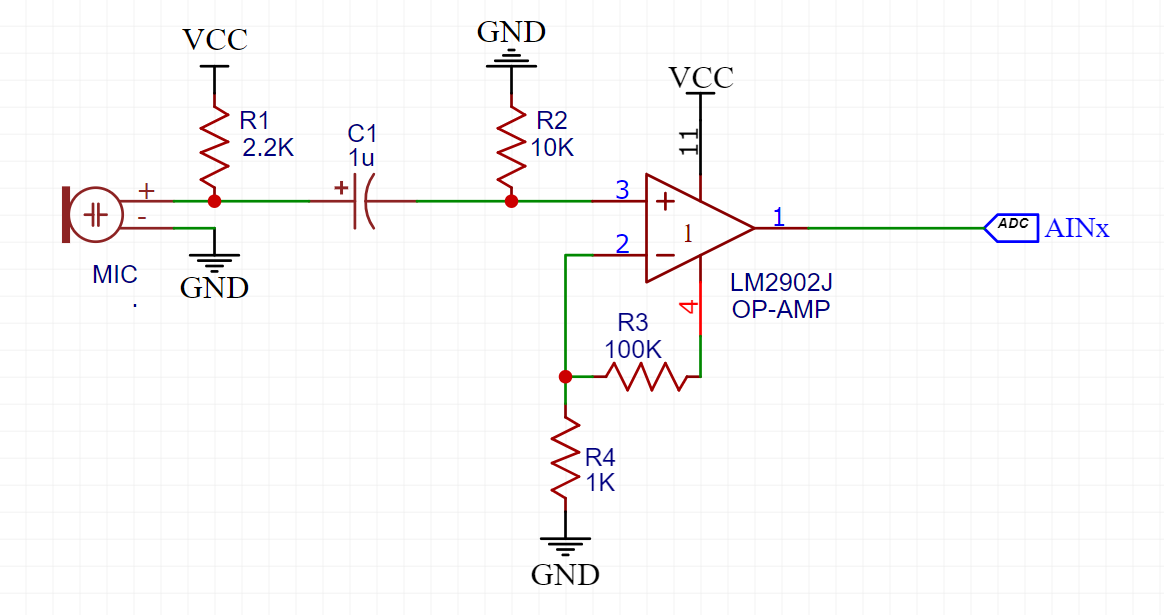 VCC
GND
VCC
R1
2.2K
C1
1u
R2
10K
11
+
-
+
3
+
1
1
2
−
ADC
AINx
MIC
.
GND
LM2902J
OP-AMP
4
R3
100K
R4
1K
GND